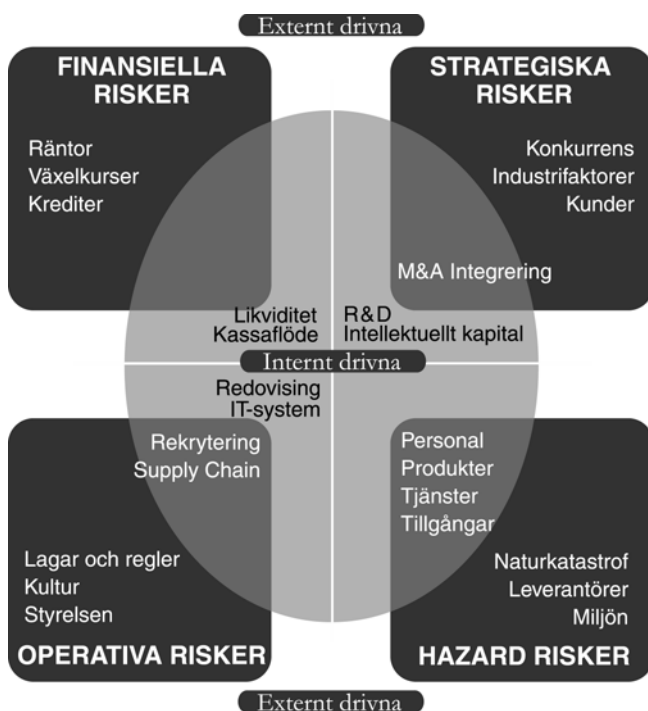 Externt drivna
FINANSIELLA
RISKER
Räntor
Växelkurser
Krediter
STRATEGISKA
RISKER
Konkurrens
Industrifaktorer
Kunder
M&A Integrering
Likviditet
Kassaflöde
R&D
Intellektuellt kapital
Internt drivna
Redovising
IT-system
Rekrytering
Supply Chain
Lagar och regler
Kultur
Styrelsen
OPERATIVA RISKER
Personal
Produkter
Tjänster
Tillgångar
Naturkatastrof
Leverantörer
Miljön
HAZARD RISKER
Externt drivna